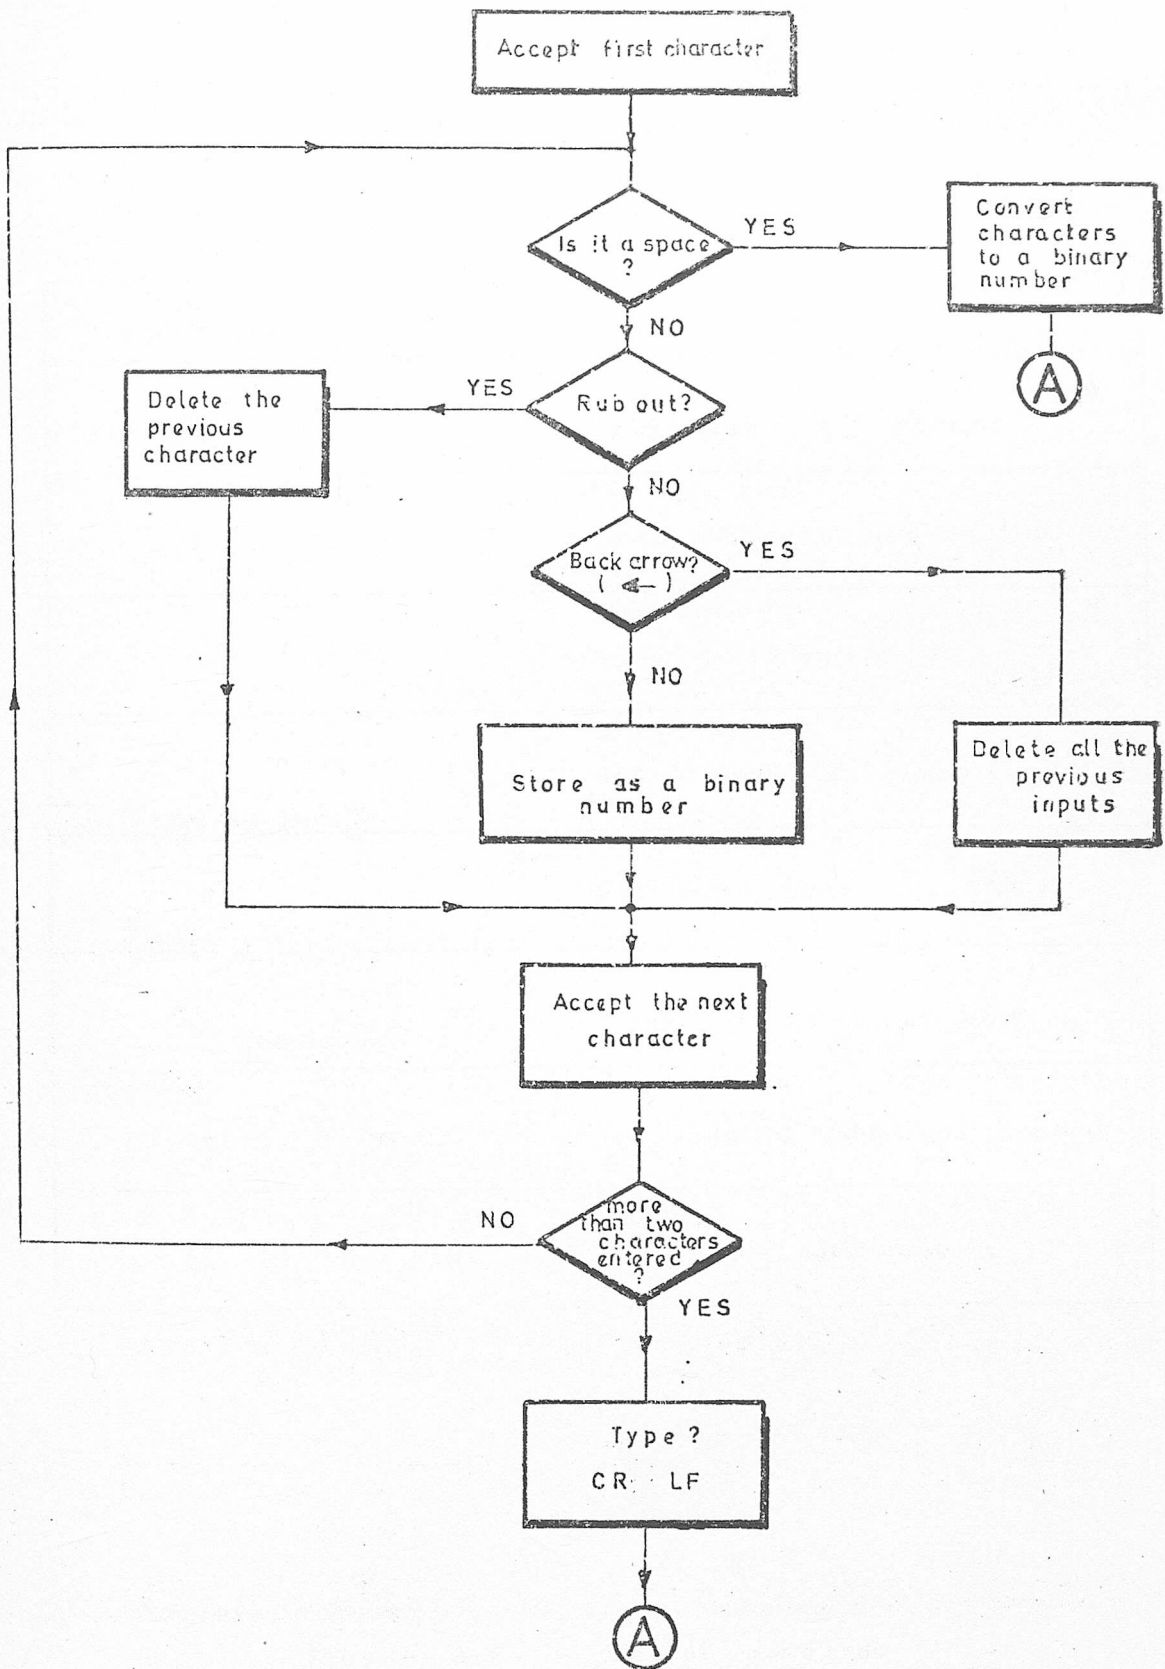 Accept first character
Is it a space
?
YES
Convert
characters
to a binary
number
NO
A
Delete the
previous
character
YES
Rub out?
NO
Back arrow?
( ← )
YES
NO
Store as a binary
number
Delete all the
previous
inputs
Accept the next
character
NO
more
than two
characters
entered
?
YES
Type ?
CR LF
A